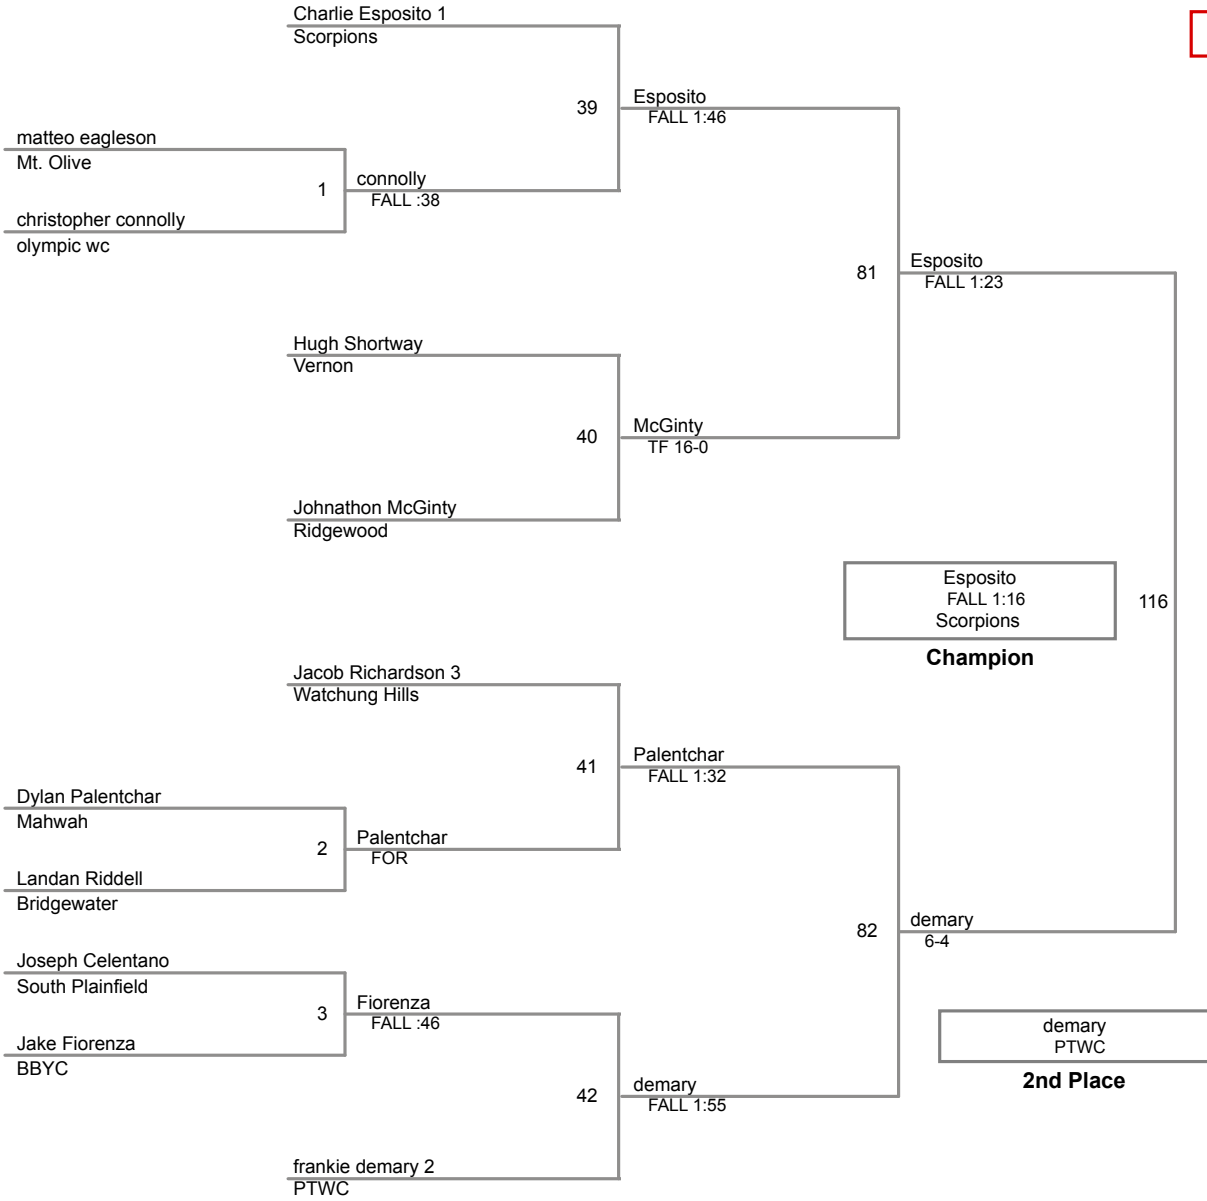 Charlie Esposito 1
Scorpions
39
Esposito
FALL 1:46
matteo eagleson
Mt. Olive
1
connolly
FALL :38
christopher connolly
olympic wc
81
Esposito
FALL 1:23
Hugh Shortway
Vernon
40
McGinty
TF 16-0
Johnathon McGinty
Ridgewood
Esposito
FALL 1:16
Scorpions
116
Champion
Jacob Richardson 3
Watchung Hills
41
Palentchar
FALL 1:32
Dylan Palentchar
Mahwah
2
Palentchar
FOR
Landan Riddell
Bridgewater
82
demary
6-4
Joseph Celentano
South Plainfield
3
Fiorenza
FALL :46
Jake Fiorenza
BBYC
demary
PTWC
2nd Place
42
demary
FALL 1:55
frankie demary 2
PTWC